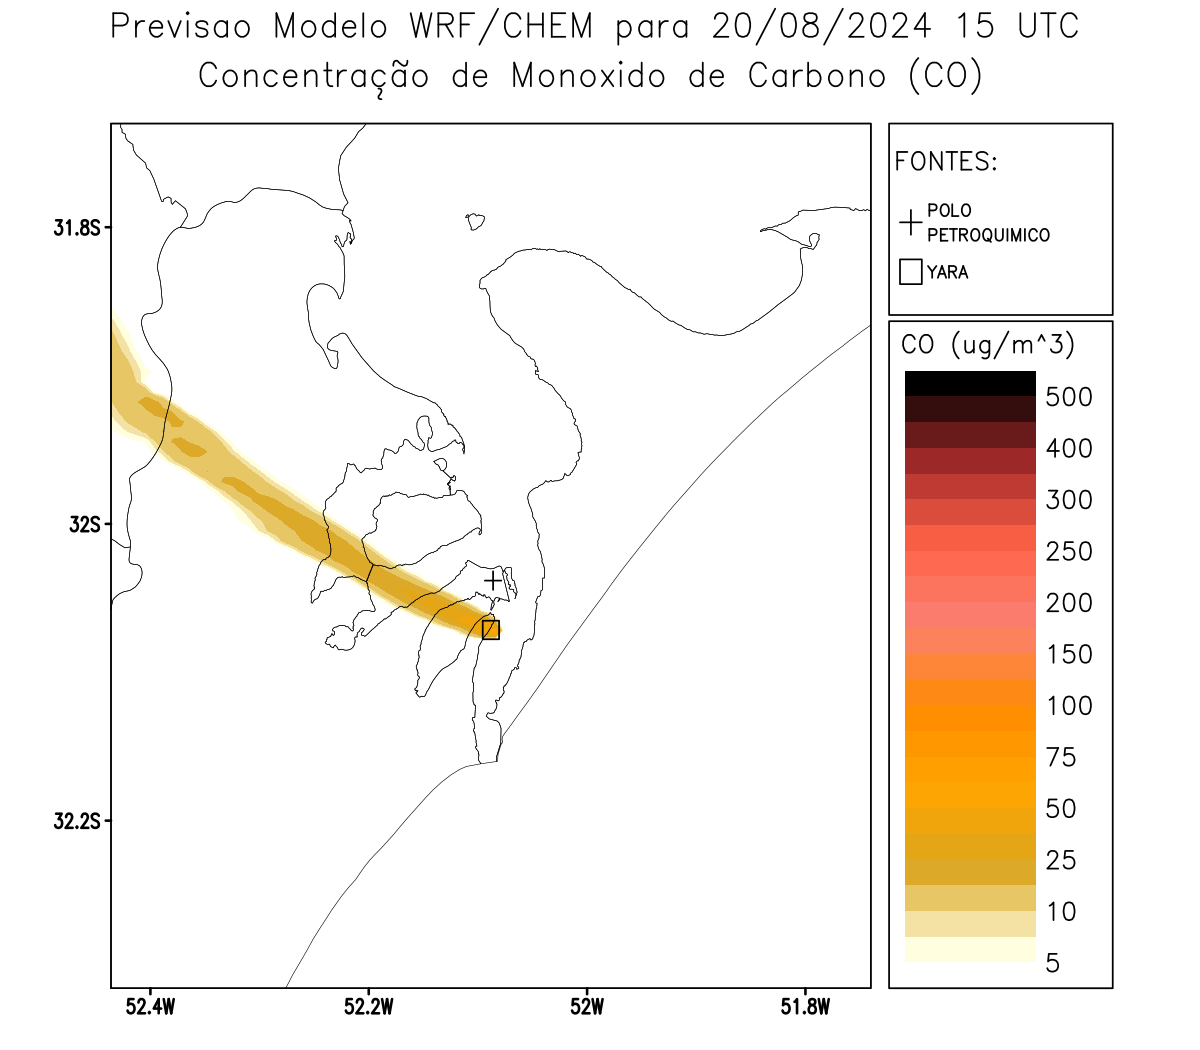 Previsao Modelo WRF/CHEM para 20/08/2024 15 UTC
Concentração de Monoxido de Carbono (CO)
FONTES:
POLO
PETROQUIMICO
YARA
31.8S
32S
32.2S
52.4W
52.2W
52W
51.8W
CO (ug/m^3)
500
400
300
250
200
150
100
75
50
25
10
5